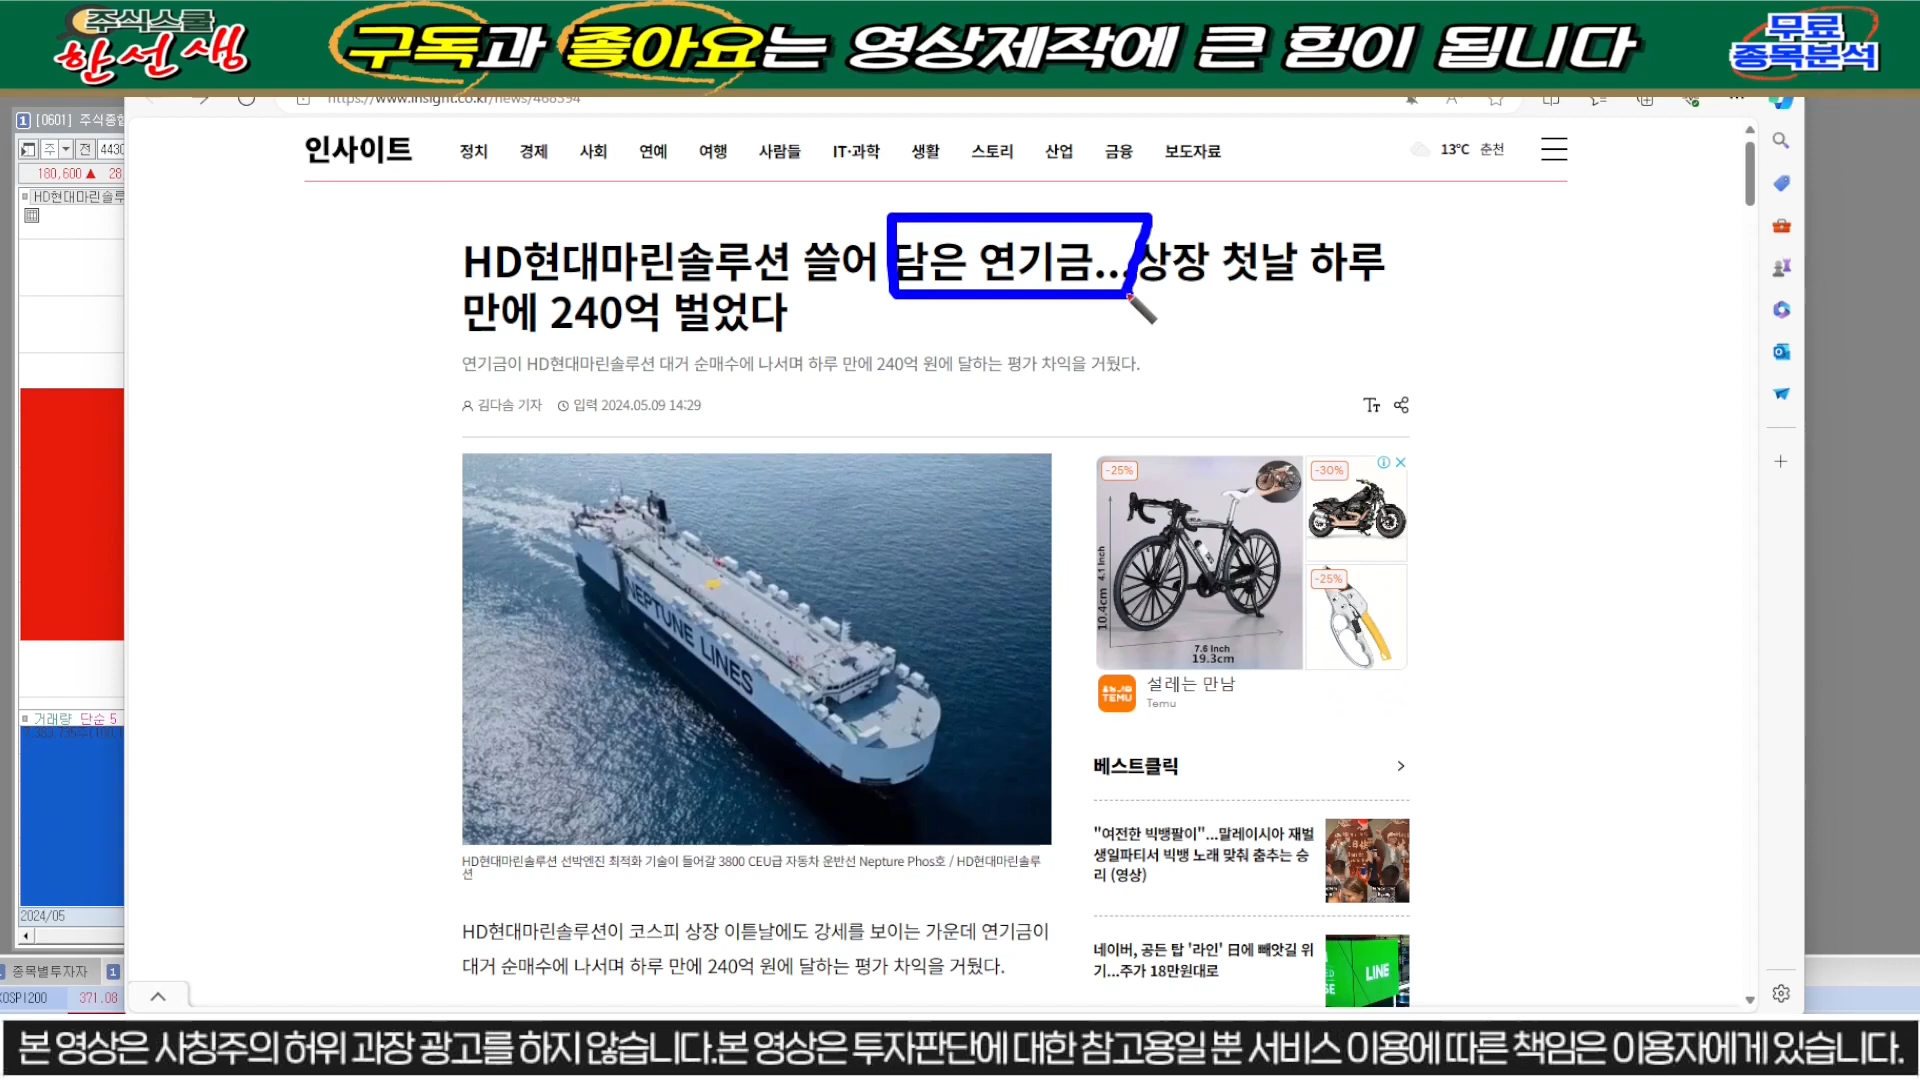 주식스쿨
한선생
구독과 좋아요는 영상제작에 큰 힘이 됩니다
무료
종목분석
https://www.insight.co.kr/news/468394
1 [0601] 주식종합
주 전 4430
180,600 ▲ 28
HD현대마린솔루
인사이트
정치 경제 사회 연예 여행 사람들 IT·과학 생활 스토리 산업 금융 보도자료
13℃ 춘천
HD현대마린솔루션 쓸어 담은 연기금...상장 첫날 하루
만에 240억 벌었다
연기금이 HD현대마린솔루션 대거 순매수에 나서며 하루 만에 240억 원에 달하는 평가 차익을 거뒀다.
김다솜 기자 입력 2024.05.09 14:29
NEPTUNE LINES
-25%
-30%
-25%
10.4cm 4.1 Inch
7.6 Inch
19.3cm
TEMU
설레는 만남
Temu
거래량 단순 5
베스트클릭
"여전한 빅뱅팔이"...말레이시아 재벌
생일파티서 빅뱅 노래 맞춰 춤추는 승
리 (영상)
HD현대마린솔루션 선박엔진 최적화 기술이 들어갈 3800 CEU급 자동차 운반선 Nepture Phos호 / HD현대마린솔루
션
HD현대마린솔루션이 코스피 상장 이튿날에도 강세를 보이는 가운데 연기금이
대거 순매수에 나서며 하루 만에 240억 원에 달하는 평가 차익을 거뒀다.
네이버, 공든 탑 '라인' 日에 빼앗길 위
기...주가 18만원대로
LINE
2024/05
종목별투자자 1
KOSPI200 371.08
본 영상은 사칭주의 허위 과장 광고를 하지 않습니다.본 영상은 투자판단에 대한 참고용일 뿐 서비스 이용에 따른 책임은 이용자에게 있습니다.